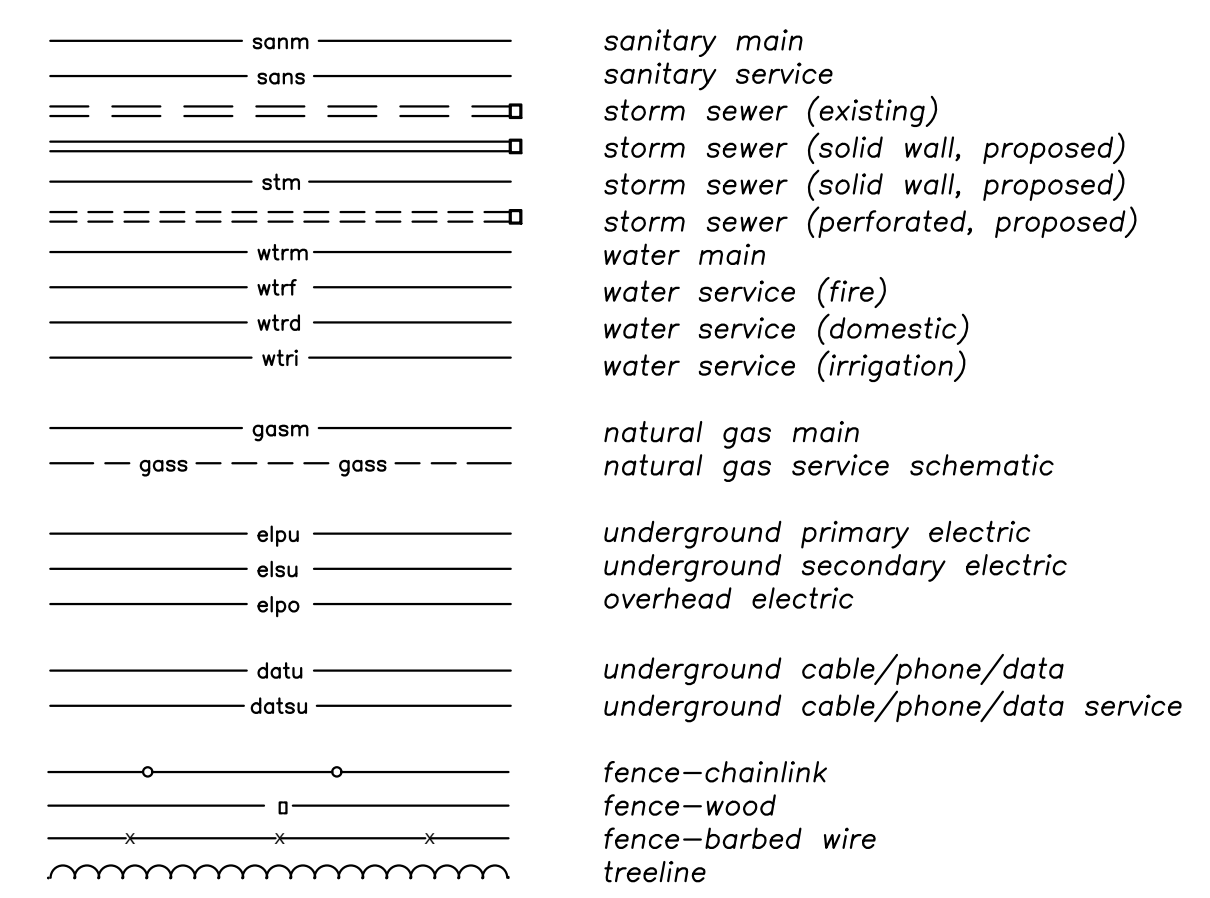 sanm sanitary main
sans sanitary service
storm sewer (existing)
storm sewer (solid wall, proposed)
stm storm sewer (solid wall, proposed)
storm sewer (perforated, proposed)
wtrm water main
wtrf water service (fire)
wtrd water service (domestic)
wtri water service (irrigation)
gasm natural gas main
gass gass natural gas service schematic
elpu underground primary electric
elsu underground secondary electric
elpo overhead electric
datu underground cable/phone/data
datsu underground cable/phone/data service
fence-chainlink
fence-wood
x x x fence-barbed wire
treeline